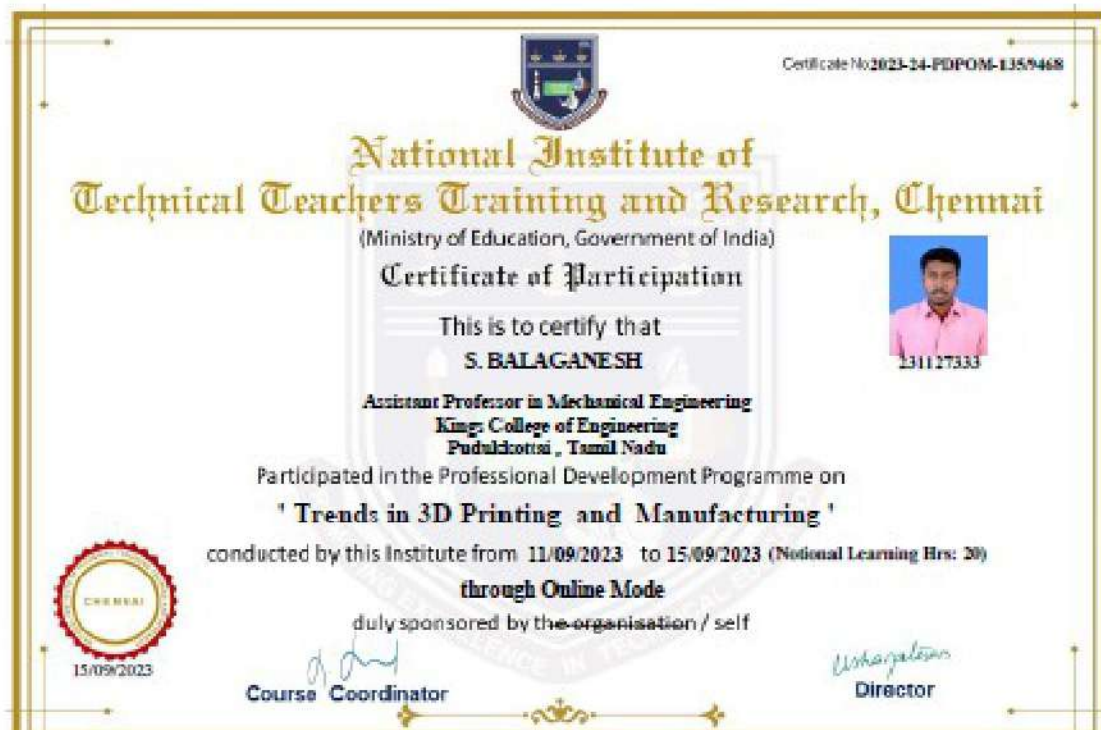 Certificate No 2023-24-PDPOM-135/9468
National Institute of
Technical Teachers Training and Research, Chennai
(Ministry of Education, Government of India)
Certificate of Participation
This is to certify that
S. BALAGANESH
231127333
Assistant Professor in Mechanical Engineering
Kings College of Engineering
Pudukkottai , Tamil Nadu
Participated in the Professional Development Programme on
' Trends in 3D Printing and Manufacturing '
conducted by this Institute from 11/09/2023 to 15/09/2023 (Notional Learning Hrs: 20)
through Online Mode
duly sponsored by the organisation / self
CHENNAI
15/09/2023
Course Coordinator
Director
EXCELLENCE IN TECHNICAL